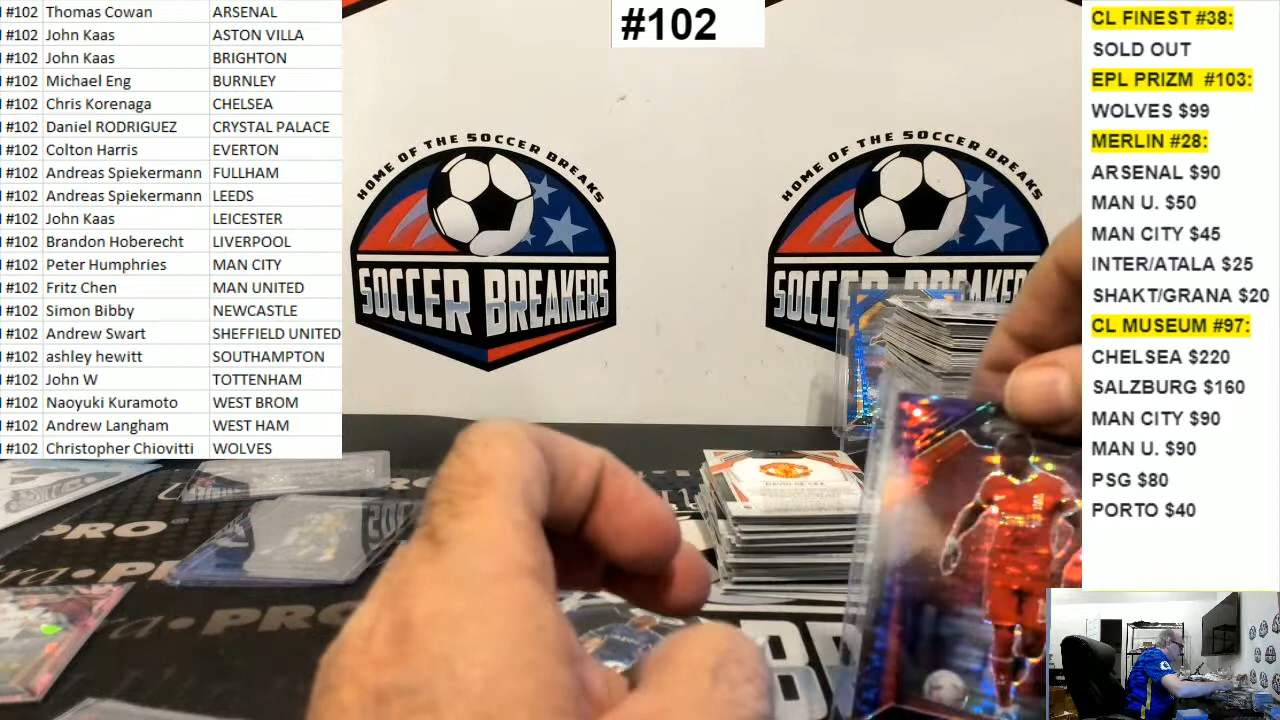 #102 Thomas Cowan ARSENAL
#102 John Kaas ASTON VILLA
#102 John Kaas BRIGHTON
#102 Michael Eng BURNLEY
#102 Chris Korenaga CHELSEA
#102 Daniel RODRIGUEZ CRYSTAL PALACE
#102 Colton Harris EVERTON
#102 Andreas Spiekermann FULLHAM
#102 Andreas Spiekermann LEEDS
#102 John Kaas LEICESTER
#102 Brandon Hoberecht LIVERPOOL
#102 Peter Humphries MAN CITY
#102 Fritz Chen MAN UNITED
#102 Simon Bibby NEWCASTLE
#102 Andrew Swart SHEFFIELD UNITED
#102 ashley hewitt SOUTHAMPTON
#102 John W TOTTENHAM
#102 Naoyuki Kuramoto WEST BROM
#102 Andrew Langham WEST HAM
#102 Christopher Chiovitti WOLVES
#102
HOME OF THE SOCCER BREAKS
SOCCER BREAKERS
HOME OF THE SOCCER BREAKS
CL FINEST #38:
SOLD OUT
EPL PRIZM #103:
WOLVES $99
MERLIN #28:
ARSENAL $90
MAN U. $50
MAN CITY $45
INTER/ATALA $25
SHAKT/GRANA $20
CL MUSEUM #97:
CHELSEA $220
SALZBURG $160
MAN CITY $90
MAN U. $90
PSG $80
PORTO $40